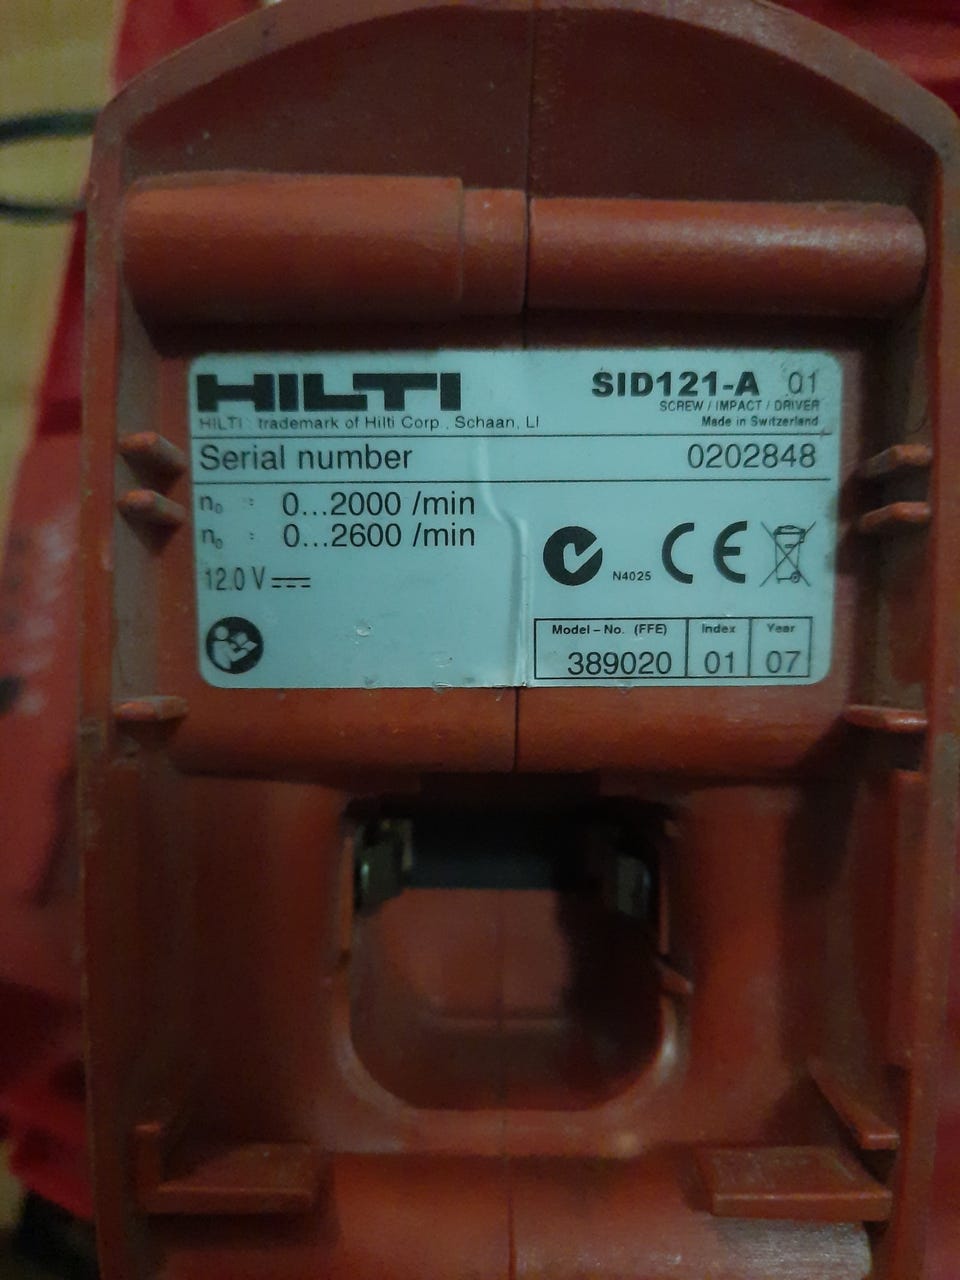 HILTI
HILTI : trademark of Hilti Corp., Schaan, LI
SID121-A 01
SCREW / IMPACT / DRIVER
Made in Switzerland
Serial number 0202848
n₀ : 0...2000 /min
n₀ : 0...2600 /min
12.0 V
N4025
CE
Model – No. (FFE) Index Year
389020 01 07